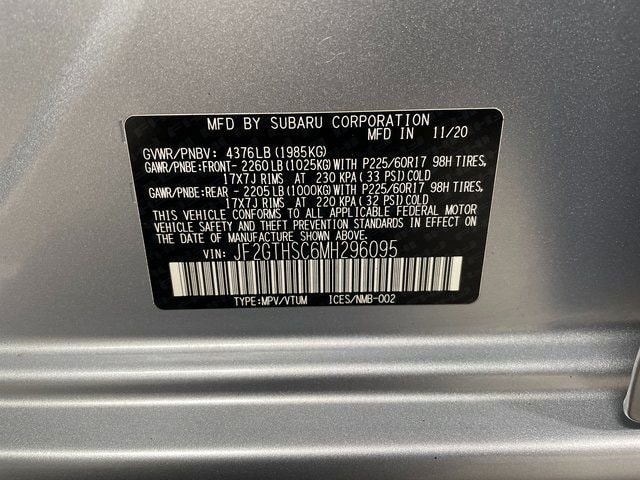 MFD BY SUBARU CORPORATION
MFD IN 11/20
GVWR/PNBV: 4376LB (1985KG)
GAWR/PNBE:FRONT-2260LB (1025KG)WITH P225/60R17 98H TIRES,
17X7J RIMS AT 230 KPA (33 PSI)COLD
GAWR/PNBE:REAR - 2205LB (1000KG)WITH P225/60R17 98H TIRES,
17X7J RIMS AT 220 KPA (32 PSI)COLD
THIS VEHICLE CONFORMS TO ALL APPLICABLE FEDERAL MOTOR
VEHICLE SAFETY AND THEFT PREVENTION STANDARDS IN EFFECT ON
THE DATE OF MANUFACTURE SHOWN ABOVE.
VIN: JF2GTHSC6MH296095
TYPE:MPV/VTUM ICES/NMB-002